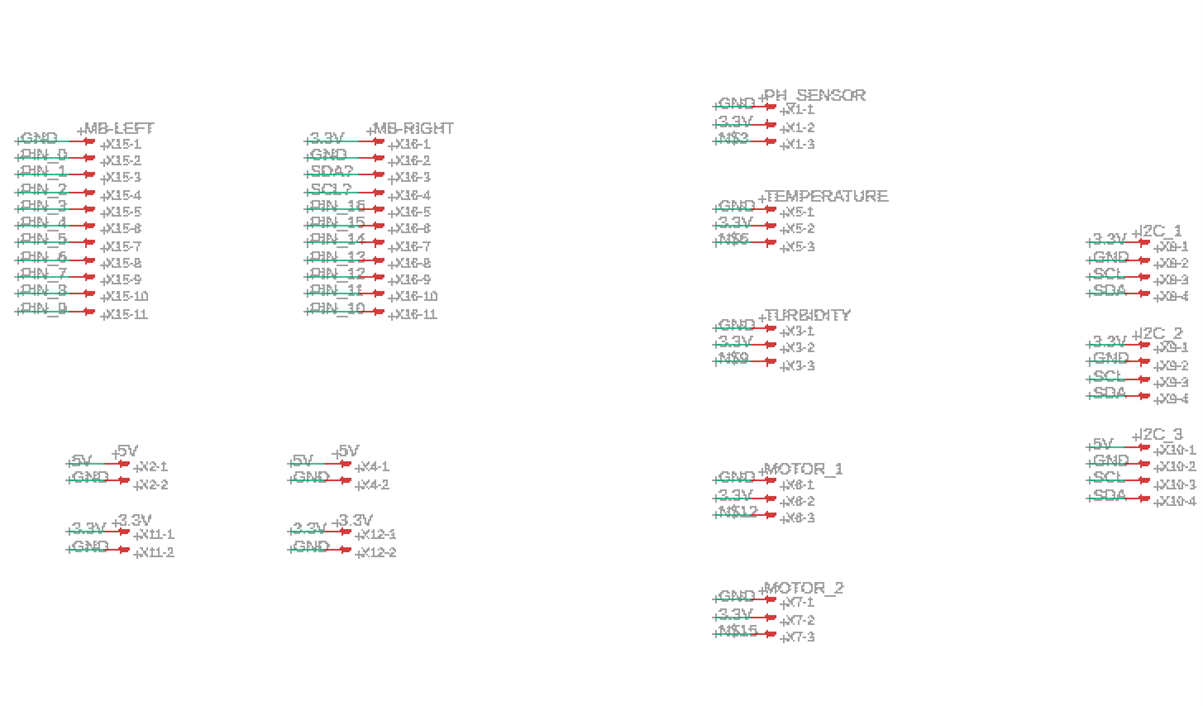 MB-LEFT
GND X15-1
PIN_0 X15-2
PIN_1 X15-3
PIN_2 X15-4
PIN_3 X15-5
PIN_4 X15-6
PIN_5 X15-7
PIN_6 X15-8
PIN_7 X15-9
PIN_8 X15-10
PIN_9 X15-11
MB-RIGHT
3.3V X16-1
GND X16-2
SDA? X16-3
SCL? X16-4
PIN_16 X16-5
PIN_15 X16-6
PIN_14 X16-7
PIN_13 X16-8
PIN_12 X16-9
PIN_11 X16-10
PIN_10 X16-11
5V
5V X2-1
GND X2-2
5V
5V X4-1
GND X4-2
3.3V
3.3V X11-1
GND X11-2
3.3V
3.3V X12-1
GND X12-2
PH_SENSOR
GND X1-1
3.3V X1-2
N$3 X1-3
TEMPERATURE
GND X5-1
3.3V X5-2
N$6 X5-3
TURBIDITY
GND X3-1
3.3V X3-2
N$9 X3-3
MOTOR_1
GND X6-1
3.3V X6-2
N$12 X6-3
MOTOR_2
GND X7-1
3.3V X7-2
N$15 X7-3
I2C_1
3.3V X8-1
GND X8-2
SCL X8-3
SDA X8-4
I2C_2
3.3V X9-1
GND X9-2
SCL X9-3
SDA X9-4
I2C_3
5V X10-1
GND X10-2
SCL X10-3
SDA X10-4